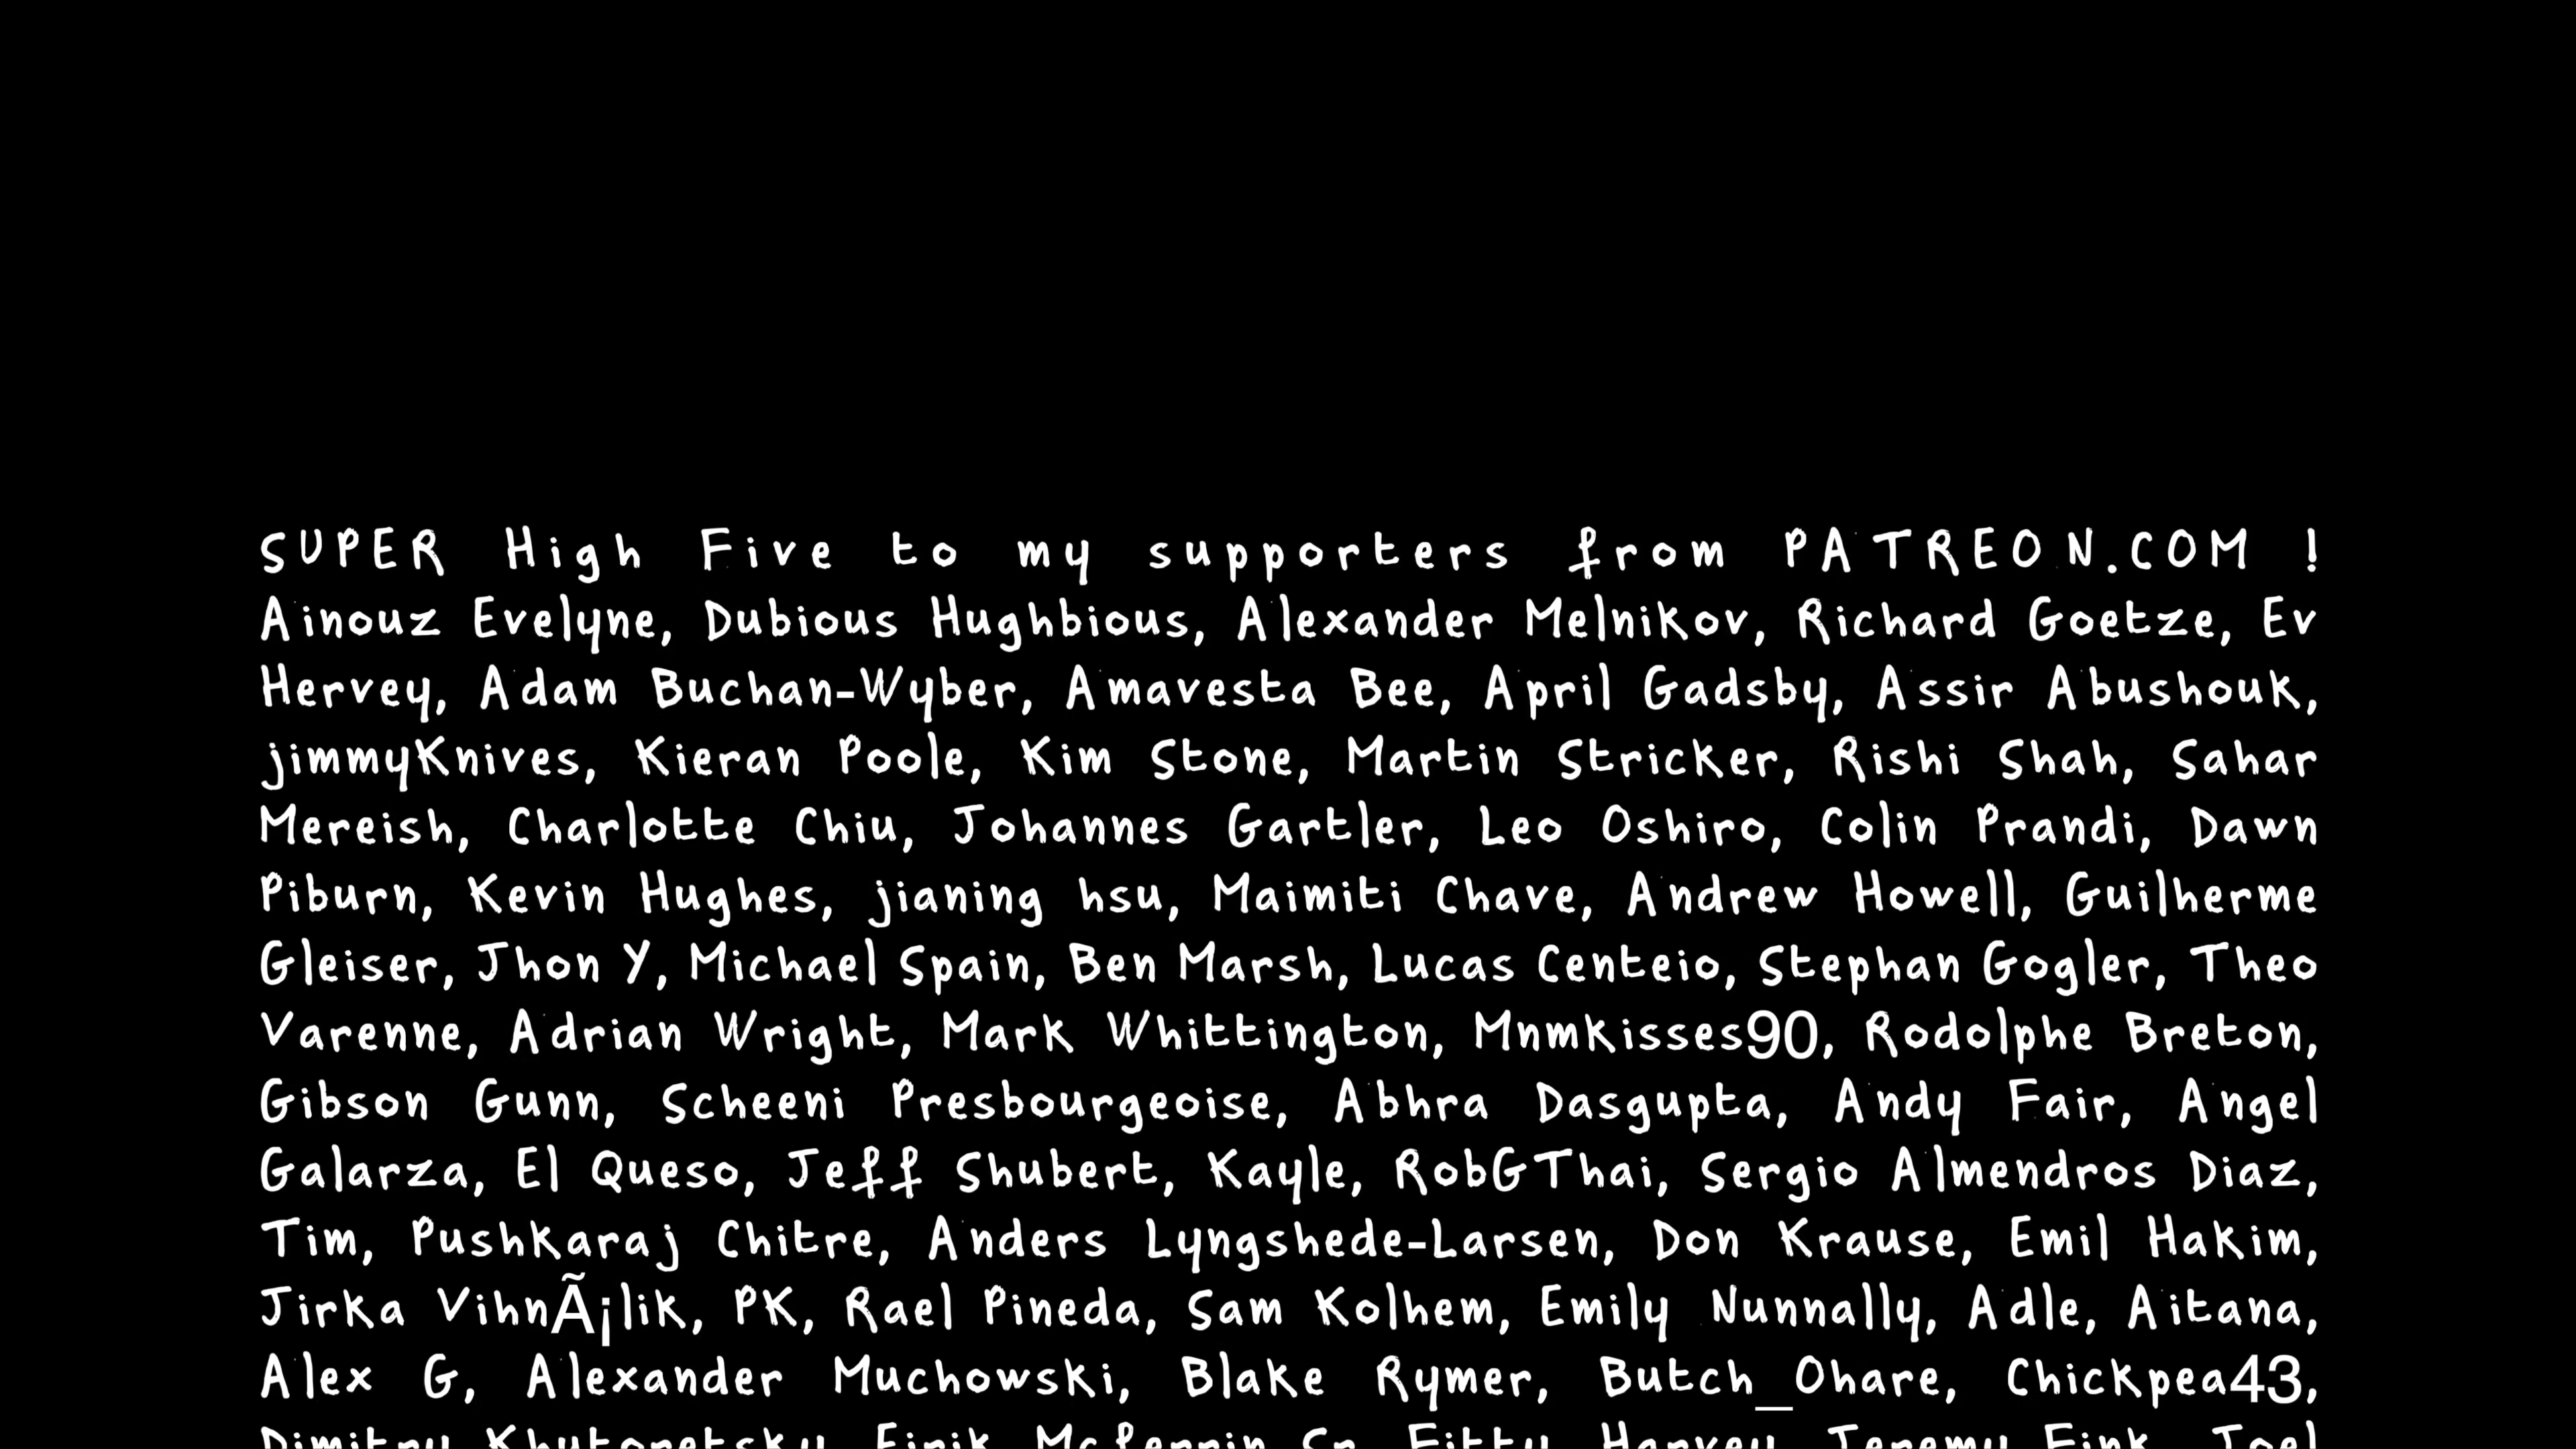 SUPER High Five to my supporters from PATREON.COM !
Ainouz Evelyne, Dubious Hughbious, Alexander Melnikov, Richard Goetze, Ev
Hervey, Adam Buchan-Wyber, Amavesta Bee, April Gadsby, Assir Abushouk,
jimmyKnives, Kieran Poole, Kim Stone, Martin Stricker, Rishi Shah, Sahar
Mereish, Charlotte Chiu, Johannes Gartler, Leo Oshiro, Colin Prandi, Dawn
Piburn, Kevin Hughes, jianing hsu, Maimiti Chave, Andrew Howell, Guilherme
Gleiser, Jhon Y, Michael Spain, Ben Marsh, Lucas Centeio, Stephan Gogler, Theo
Varenne, Adrian Wright, Mark Whittington, Mnmkisses90, Rodolphe Breton,
Gibson Gunn, Scheeni Presbourgeoise, Abhra Dasgupta, Andy Fair, Angel
Galarza, El Queso, Jeff Shubert, Kayle, RobGThai, Sergio Almendros Diaz,
Tim, Pushkaraj Chitre, Anders Lyngshede-Larsen, Don Krause, Emil Hakim,
Jirka VihnÃ¡lik, PK, Rael Pineda, Sam Kolhem, Emily Nunnally, Adle, Aitana,
Alex G, Alexander Muchowski, Blake Rymer, Butch_Ohare, Chickpea43,
Harvey, Jeremy Fink, Joel